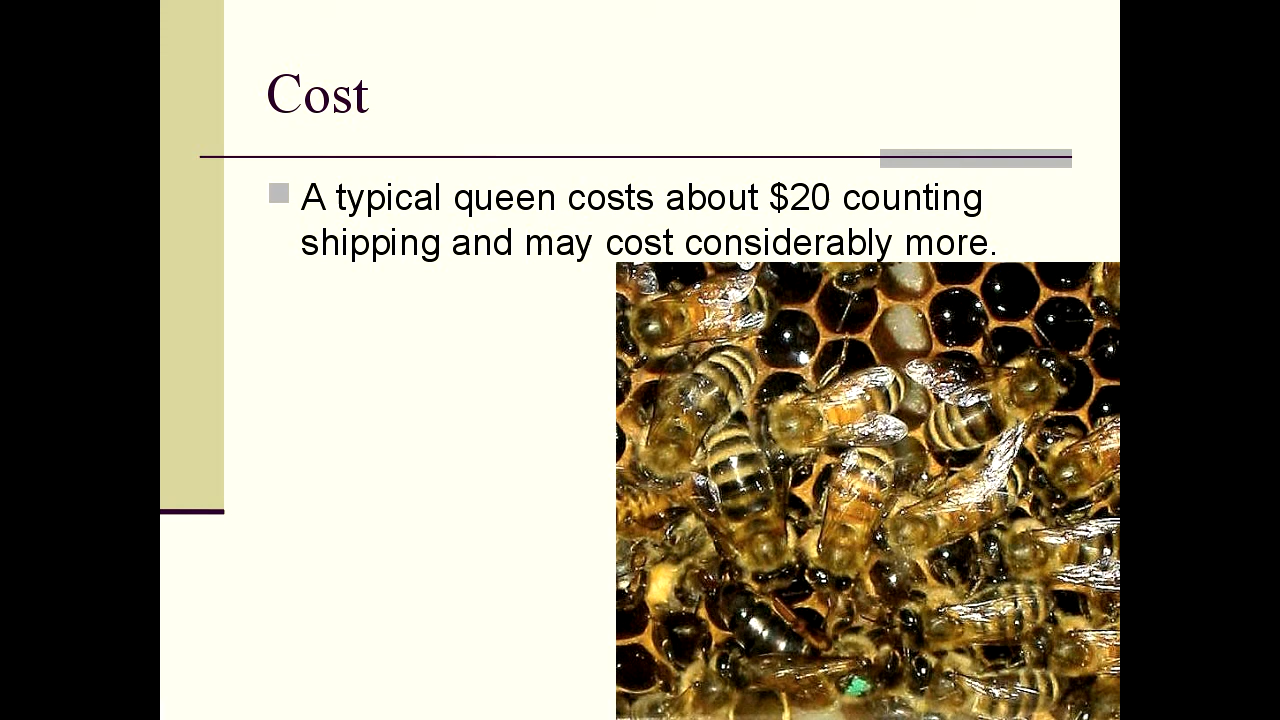 Cost
A typical queen costs about $20 counting
shipping and may cost considerably more.